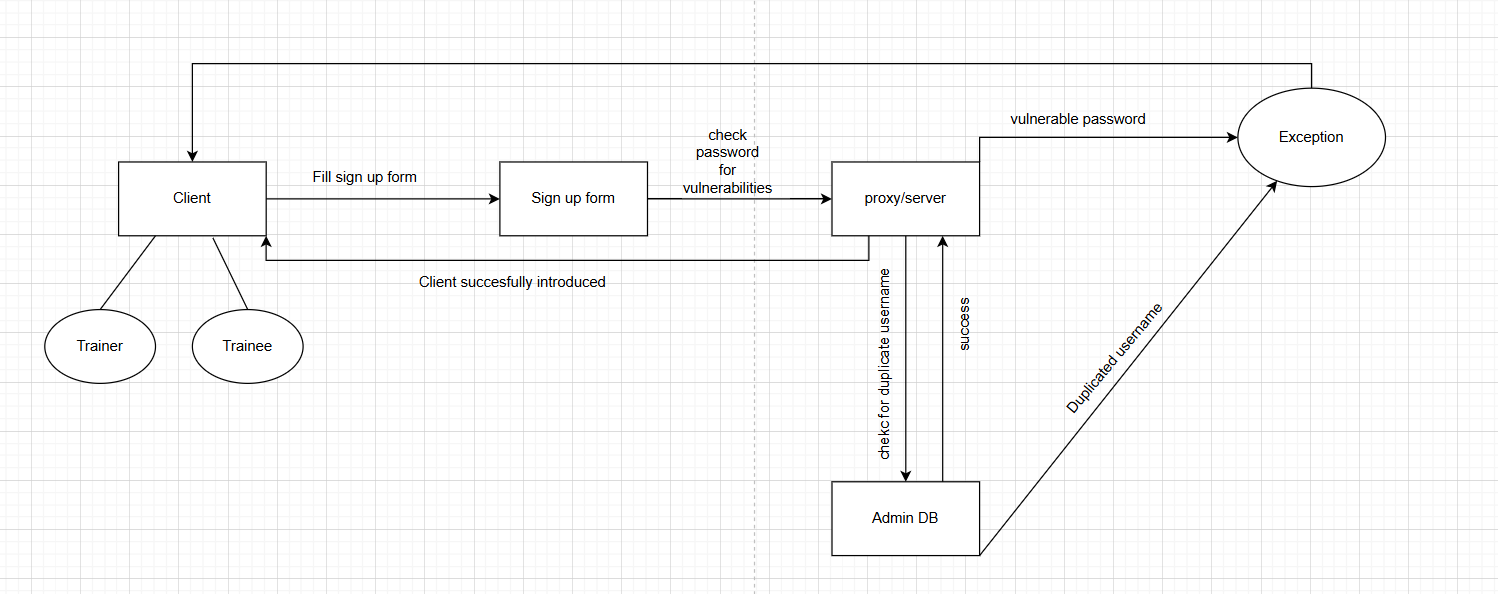 vulnerable password
Exception
check
password
for
vulnerabilities
Fill sign up form
Client
Sign up form
proxy/server
Client succesfully introduced
chekc for duplicate username
success
Duplicated username
Trainer
Trainee
Admin DB